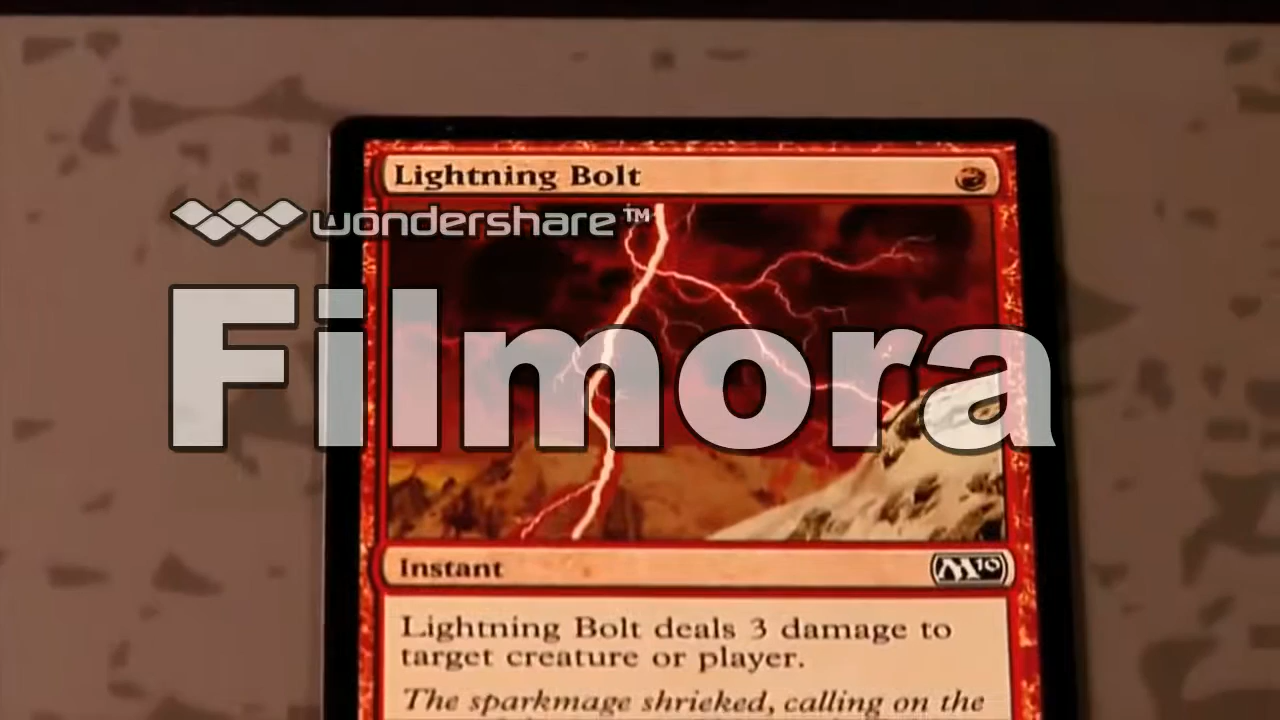 Lightning Bolt
wondershare™
Filmora
Instant
M10
Lightning Bolt deals 3 damage to
target creature or player.
The sparkmage shrieked, calling on the